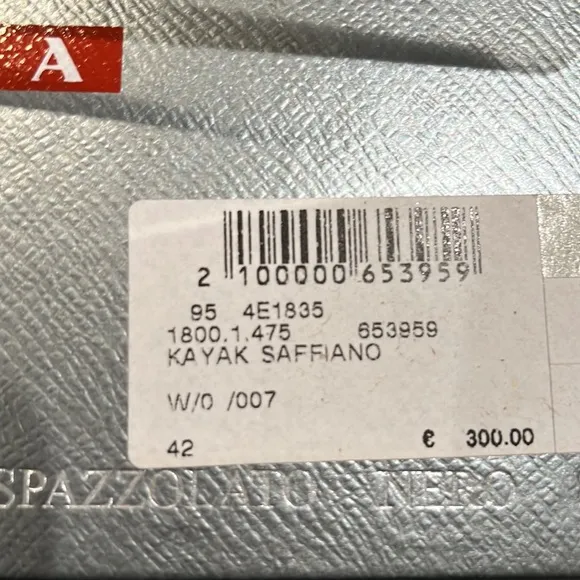 A
2 100000 653959
95 4E1835
1800.1.475 653959
KAYAK SAFFIANO
W/0 /007
42 € 300.00
SPAZZOLATO NERO